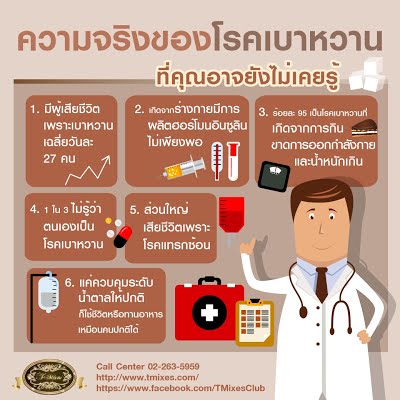 ความจริงของโรคเบาหวาน
ที่คุณอาจยังไม่เคยรู้
1. มีผู้เสียชีวิต
เพราะเบาหวาน
เฉลี่ยวันละ
27 คน
2. เกิดจากร่างกายมีการ
ผลิตฮอร์โมนอินซูลิน
ไม่เพียงพอ
3. ร้อยละ 95 เป็นโรคเบาหวานที่
เกิดจากการกิน
ขาดการออกกำลังกาย
และน้ำหนักเกิน
4. 1 ใน 3 ไม่รู้ว่า
ตนเองเป็น
โรคเบาหวาน
5. ส่วนใหญ่
เสียชีวิตเพราะ
โรคแทรกซ้อน
6. แค่ควบคุมระดับ
น้ำตาลให้ปกติ
ก็ใช้ชีวิตหรือทานอาหาร
เหมือนคนปกติได้
Call Center 02-263-5959
http://www.tmixes.com/
https://www.facebook.com/TMixesClub